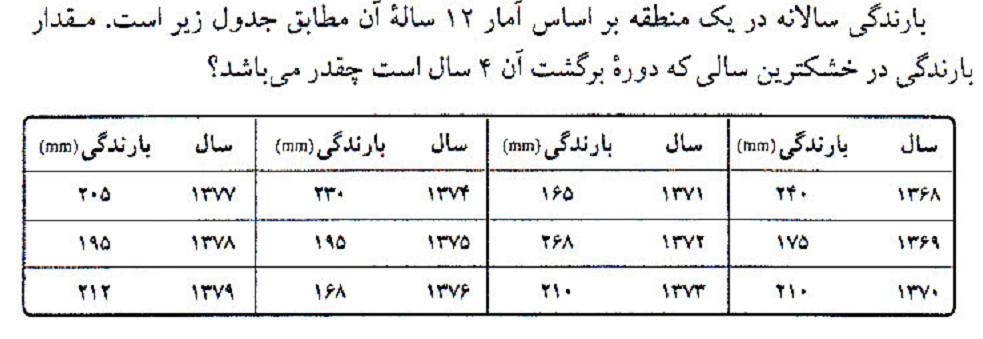 بارندگی سالانه در یک منطقه بر اساس آمار ۱۲ سالهٔ آن مطابق جدول زیر است. مقدار
بارندگی در خشکترین سالی که دورهٔ برگشت آن ۴ سال است چقدر می‌باشد؟
سال بارندگی (mm) سال بارندگی (mm) سال بارندگی (mm) سال بارندگی (mm)
۱۳۶۸ ۲۴۰ ۱۳۷۱ ۱۶۵ ۱۳۷۴ ۲۳۰ ۱۳۷۷ ۲۰۵
۱۳۶۹ ۱۷۵ ۱۳۷۲ ۲۶۸ ۱۳۷۵ ۱۹۵ ۱۳۷۸ ۱۹۵
۱۳۷۰ ۲۱۰ ۱۳۷۳ ۲۱۰ ۱۳۷۶ ۱۶۸ ۱۳۷۹ ۲۱۲